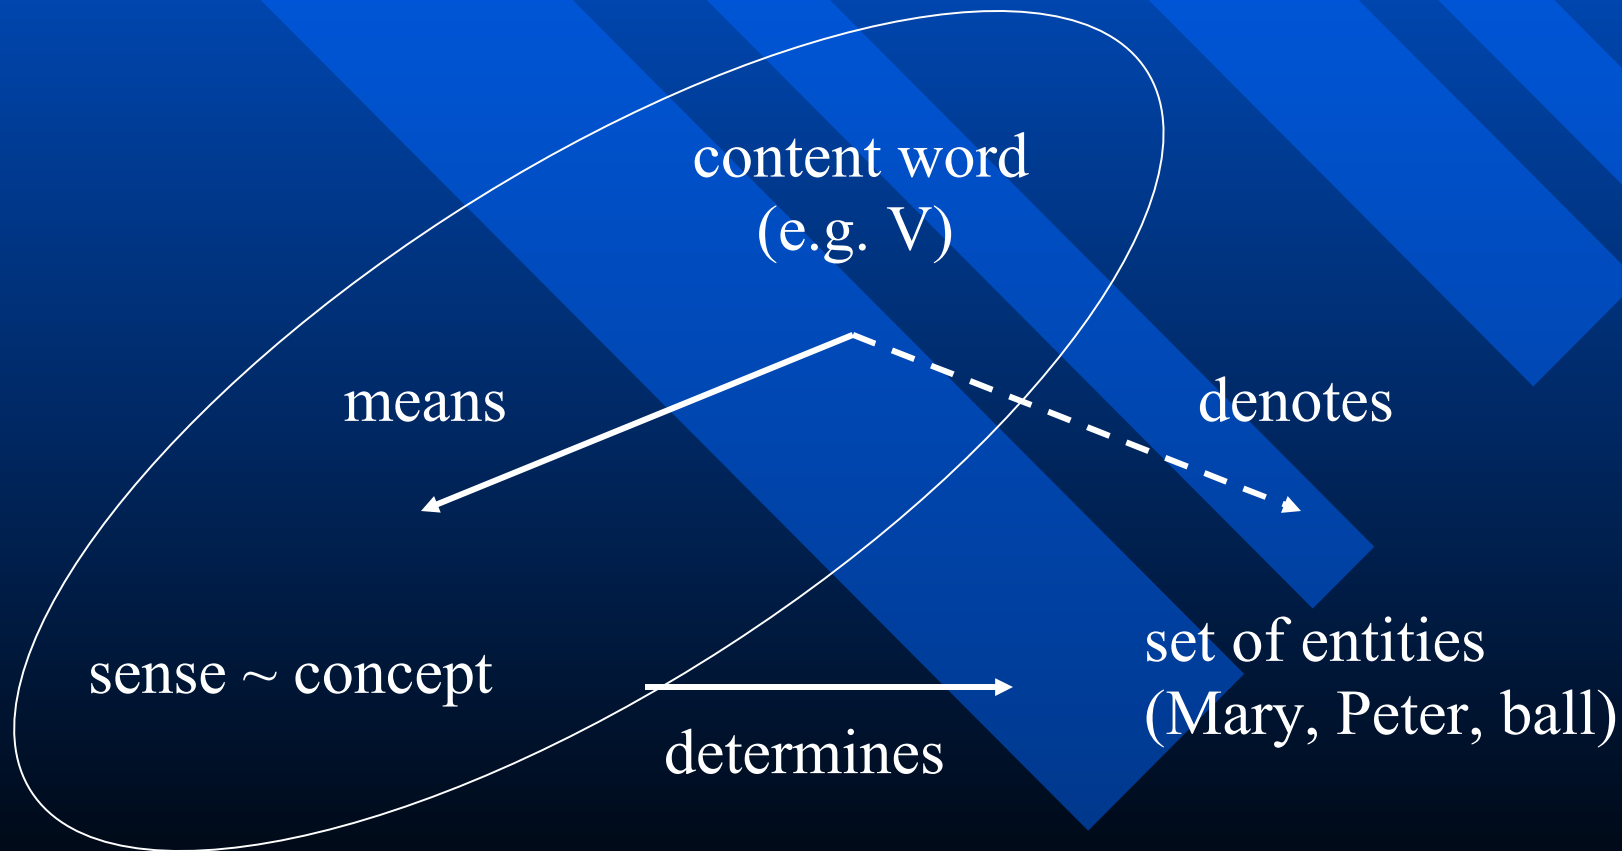 content word
(e.g. V)
means
denotes
sense ~ concept
determines
set of entities
(Mary, Peter, ball)